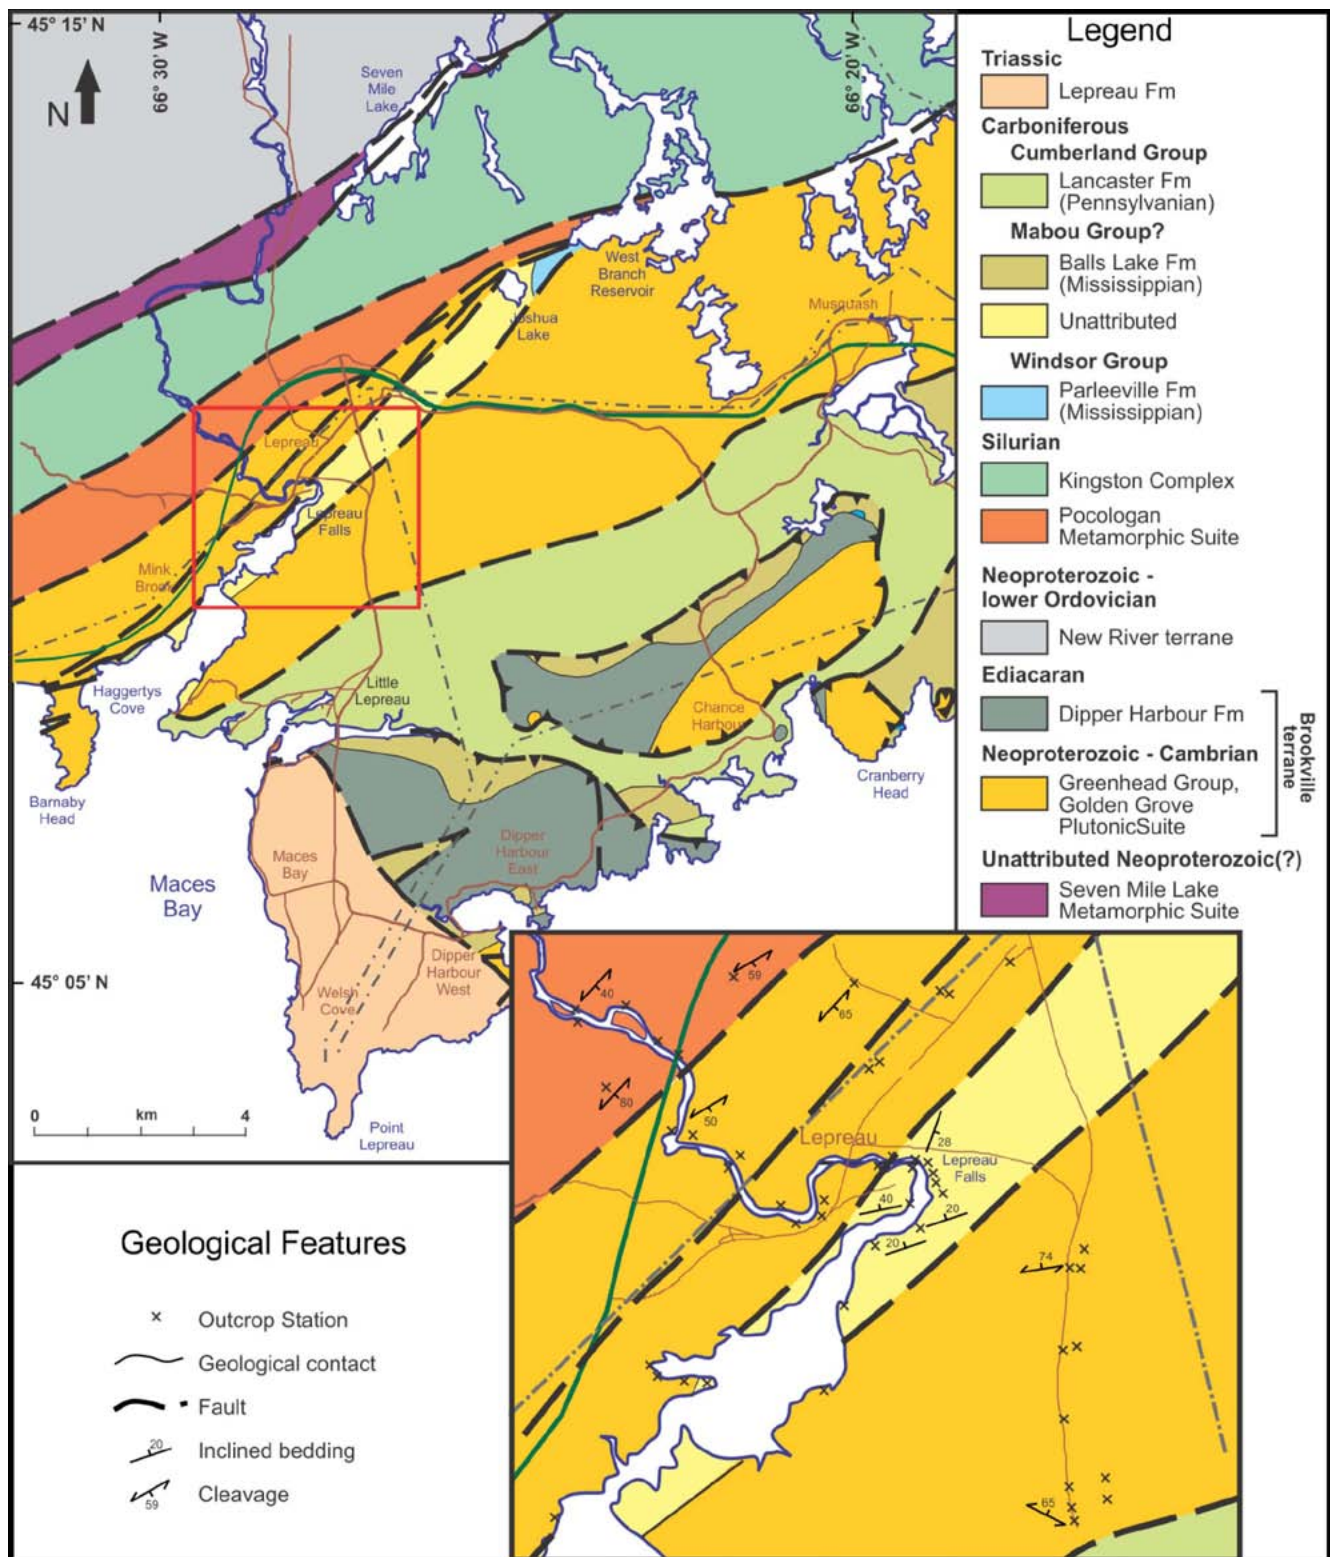 45° 15' N
66° 30' W
66° 20' W
N
Seven
Mile
Lake
West
Branch
Reservoir
Joshua
Lake
Musquash
Lepreau
Lepreau
Falls
Mink
Brook
Haggertys
Cove
Little
Lepreau
Chance
Harbour
Barnaby
Head
Cranberry
Head
Maces
Bay
Dipper
Harbour
East
Maces
Bay
Dipper
Harbour
West
45° 05' N
Welsh
Cove
0 km 4
Point
Lepreau
Legend
Triassic
Lepreau Fm
Carboniferous
Cumberland Group
Lancaster Fm
(Pennsylvanian)
Mabou Group?
Balls Lake Fm
(Mississippian)
Unattributed
Windsor Group
Parleeville Fm
(Mississippian)
Silurian
Kingston Complex
Pocologan
Metamorphic Suite
Neoproterozoic -
lower Ordovician
New River terrane
Ediacaran
Dipper Harbour Fm
Neoproterozoic - Cambrian
Greenhead Group,
Golden Grove
PlutonicSuite
Brookville
terrane
Unattributed Neoproterozoic(?)
Seven Mile Lake
Metamorphic Suite
59
40
65
80
50
Lepreau
28
Lepreau
Falls
40
20
20
74
65
Geological Features
Outcrop Station
Geological contact
Fault
20
Inclined bedding
59
Cleavage